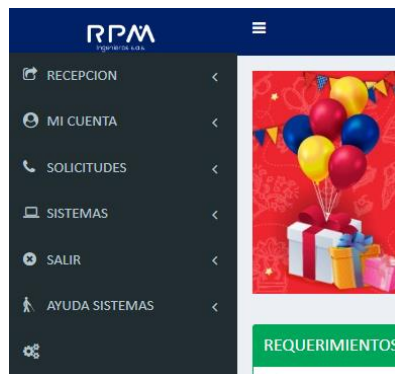 RPM
Ingenieros s.a.s.
RECEPCION
MI CUENTA
SOLICITUDES
SISTEMAS
SALIR
AYUDA SISTEMAS
REQUERIMIENTOS